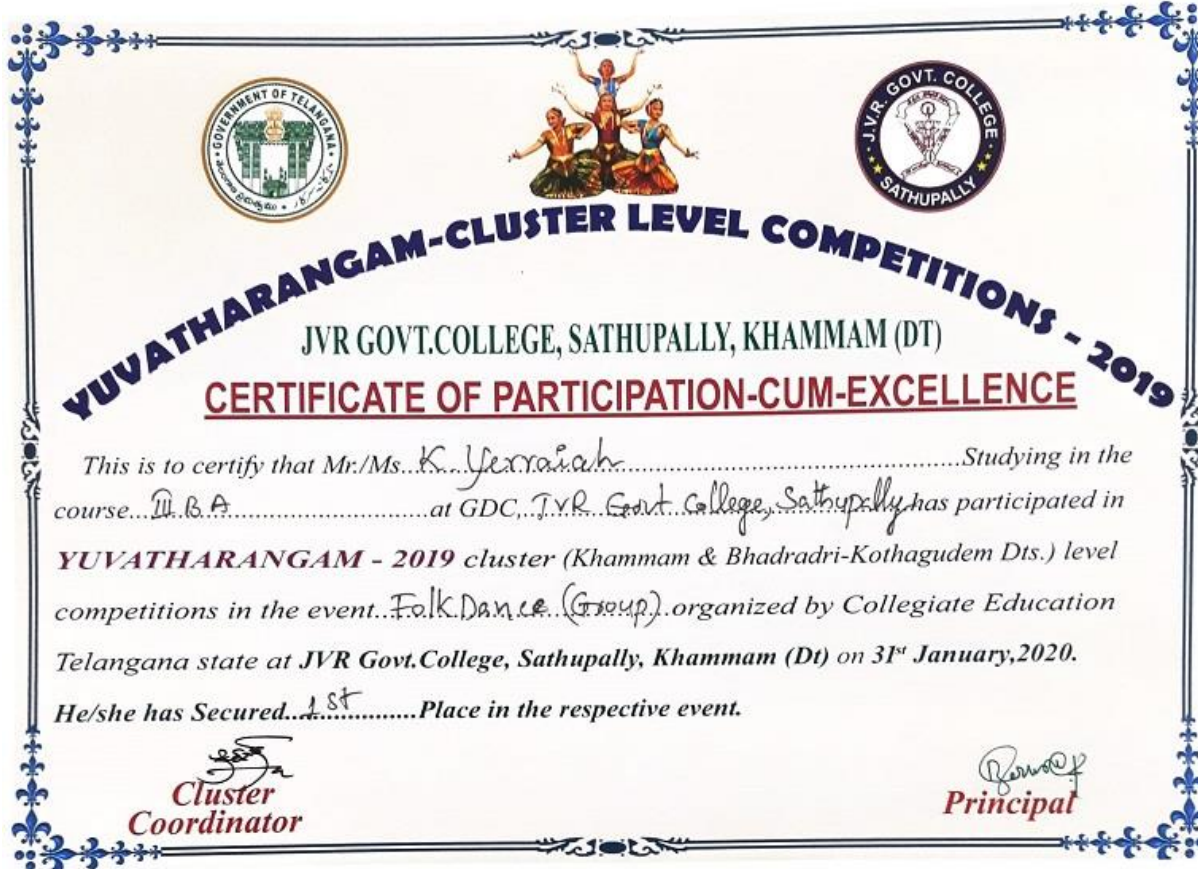 GOVERNMENT OF TELANGANA
J.V.R. GOVT. COLLEGE
SATHUPALLY
YUVATHARANGAM-CLUSTER LEVEL COMPETITIONS - 2019
JVR GOVT.COLLEGE, SATHUPALLY, KHAMMAM (DT)
CERTIFICATE OF PARTICIPATION-CUM-EXCELLENCE
This is to certify that Mr./Ms. K Yerraiah Studying in the
course III B A at GDC, JVR Govt College, Sathupally has participated in
YUVATHARANGAM - 2019 cluster (Khammam & Bhadradri-Kothagudem Dts.) level
competitions in the event Folk Dance (Group) organized by Collegiate Education
Telangana state at JVR Govt.College, Sathupally, Khammam (Dt) on 31st January,2020.
He/she has Secured 1st Place in the respective event.
Cluster
Coordinator
Principal